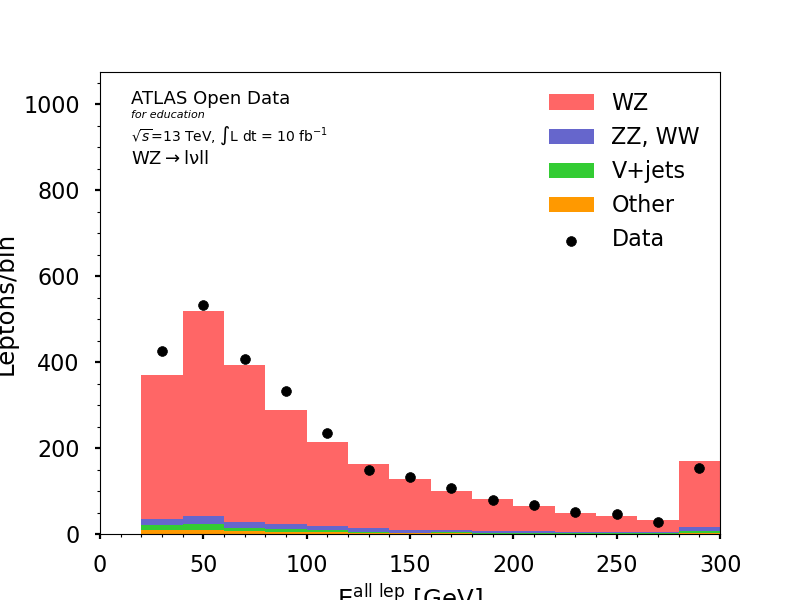 ATLAS Open Data
for education
√s=13 TeV, ∫L dt = 10 fb⁻¹
WZ → lνll
WZ
ZZ, WW
V+jets
Other
Data
Leptons/bin
1000
800
600
400
200
0
0 50 100 150 200 250 300
E^all lep [GeV]